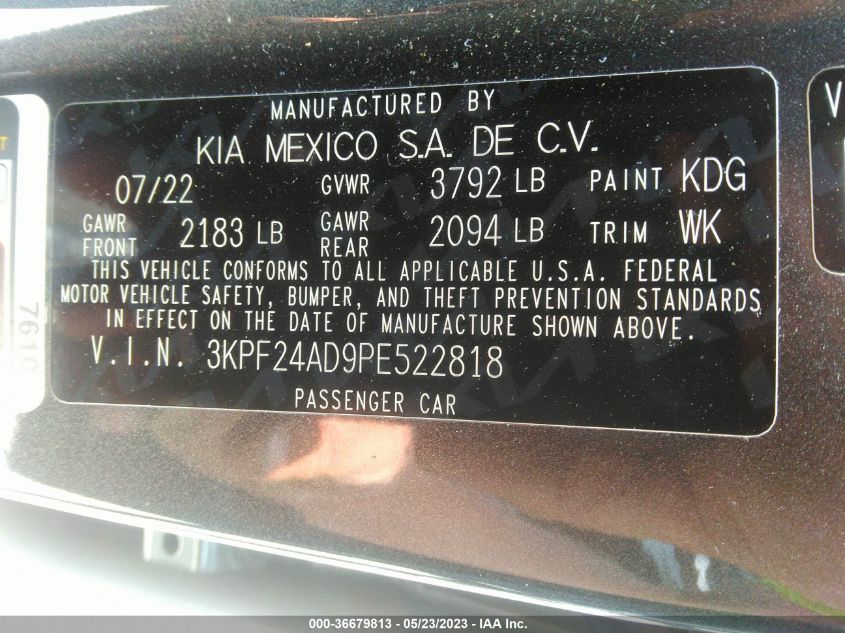 MANUFACTURED BY
KIA MEXICO S.A. DE C.V.
07/22 GVWR 3792 LB PAINT KDG
GAWR FRONT 2183 LB GAWR REAR 2094 LB TRIM WK
THIS VEHICLE CONFORMS TO ALL APPLICABLE U.S.A. FEDERAL
MOTOR VEHICLE SAFETY, BUMPER, AND THEFT PREVENTION STANDARDS
IN EFFECT ON THE DATE OF MANUFACTURE SHOWN ABOVE.
V.I.N. 3KPF24AD9PE522818
PASSENGER CAR
7610
V
000-36679813 - 05/23/2023 - IAA Inc.